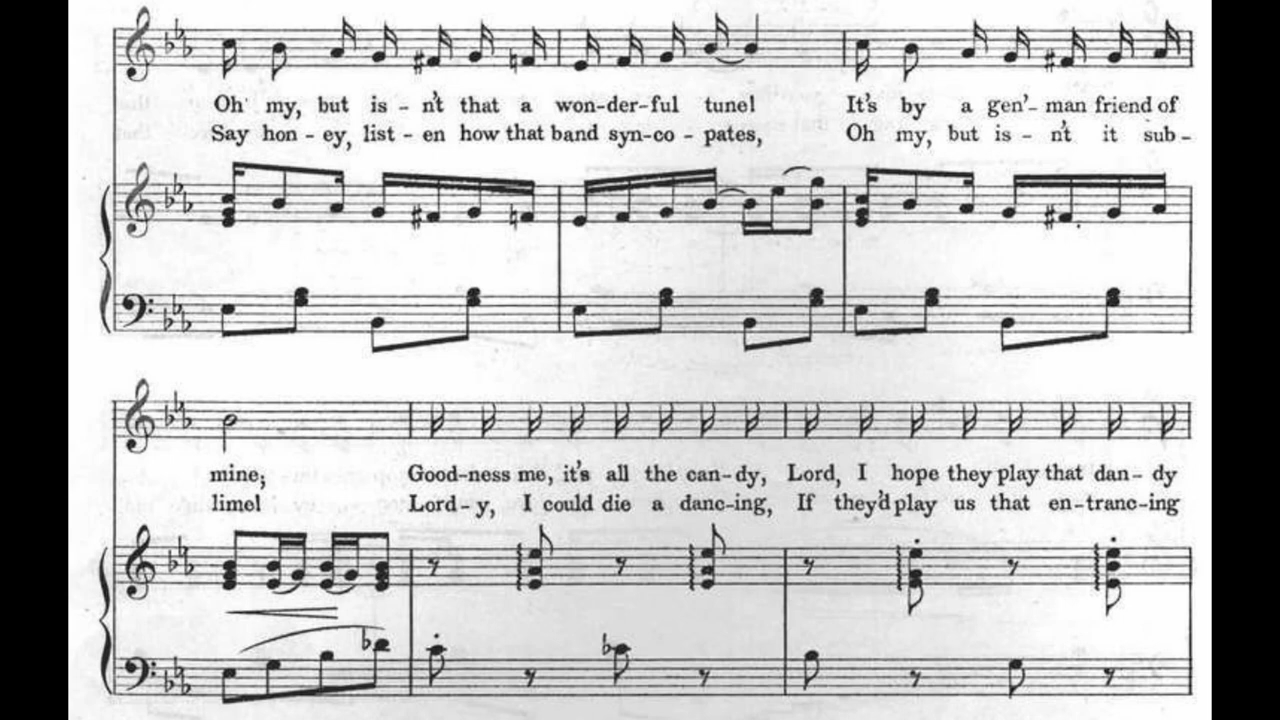 Oh my, but is - n't that a won-der-ful tune! It's by a gen'- man friend of
Say hon - ey, list - en how that band syn-co - pates, Oh my, but is - n't it sub -
mine; Good-ness me, it's all the can-dy, Lord, I hope they play that dan - dy
lime! Lord - y, I could die a danc-ing, If they'd play us that en-tranc-ing